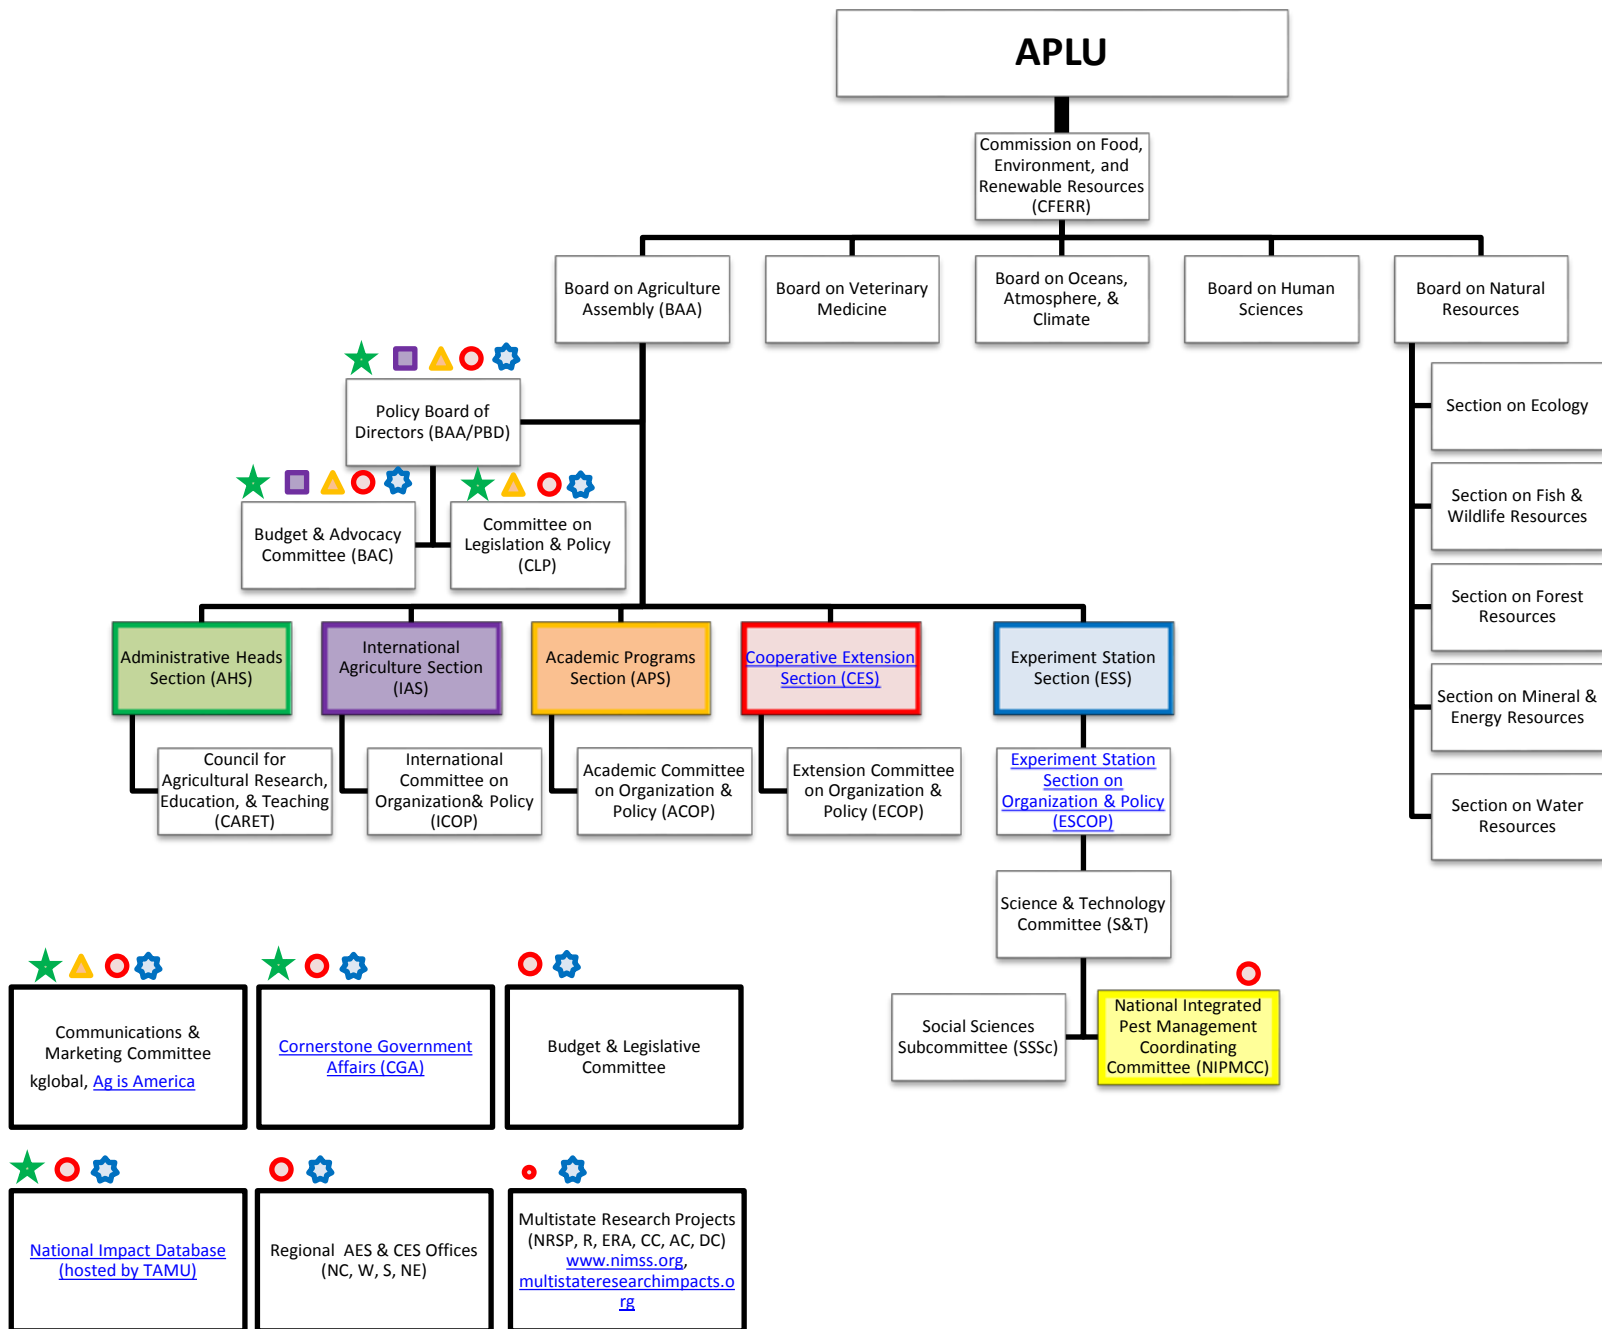 APLU
Commission on Food,
Environment, and
Renewable Resources
(CFERR)
Board on Agriculture
Assembly (BAA)
Board on Veterinary
Medicine
Board on Oceans,
Atmosphere, &
Climate
Board on Human
Sciences
Board on Natural
Resources
Policy Board of
Directors (BAA/PBD)
Budget & Advocacy
Committee (BAC)
Committee on
Legislation & Policy
(CLP)
Section on Ecology
Section on Fish &
Wildlife Resources
Section on Forest
Resources
Section on Mineral &
Energy Resources
Section on Water
Resources
Administrative Heads
Section (AHS)
International
Agriculture Section
(IAS)
Academic Programs
Section (APS)
Cooperative Extension
Section (CES)
Experiment Station
Section (ESS)
Council for
Agricultural Research,
Education, & Teaching
(CARET)
International
Committee on
Organization& Policy
(ICOP)
Academic Committee
on Organization &
Policy (ACOP)
Extension Committee
on Organization &
Policy (ECOP)
Experiment Station
Section on
Organization & Policy
(ESCOP)
Science & Technology
Committee (S&T)
Social Sciences
Subcommittee (SSSc)
National Integrated
Pest Management
Coordinating
Committee (NIPMCC)
Communications &
Marketing Committee
kglobal, Ag is America
Cornerstone Government
Affairs (CGA)
Budget & Legislative
Committee
National Impact Database
(hosted by TAMU)
Regional AES & CES Offices
(NC, W, S, NE)
Multistate Research Projects
(NRSP, R, ERA, CC, AC, DC)
www.nimss.org,
multistateresearchimpacts.o
rg